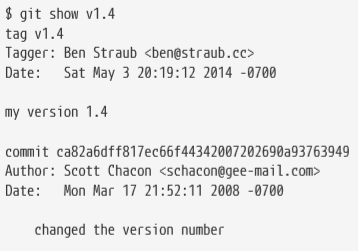 $ git show v1.4
tag v1.4
Tagger: Ben Straub <ben@straub.cc>
Date:   Sat May 3 20:19:12 2014 -0700
my version 1.4
commit ca82a6dff817ec66f44342007202690a93763949
Author: Scott Chacon <schacon@gee-mail.com>
Date:   Mon Mar 17 21:52:11 2008 -0700
    changed the version number